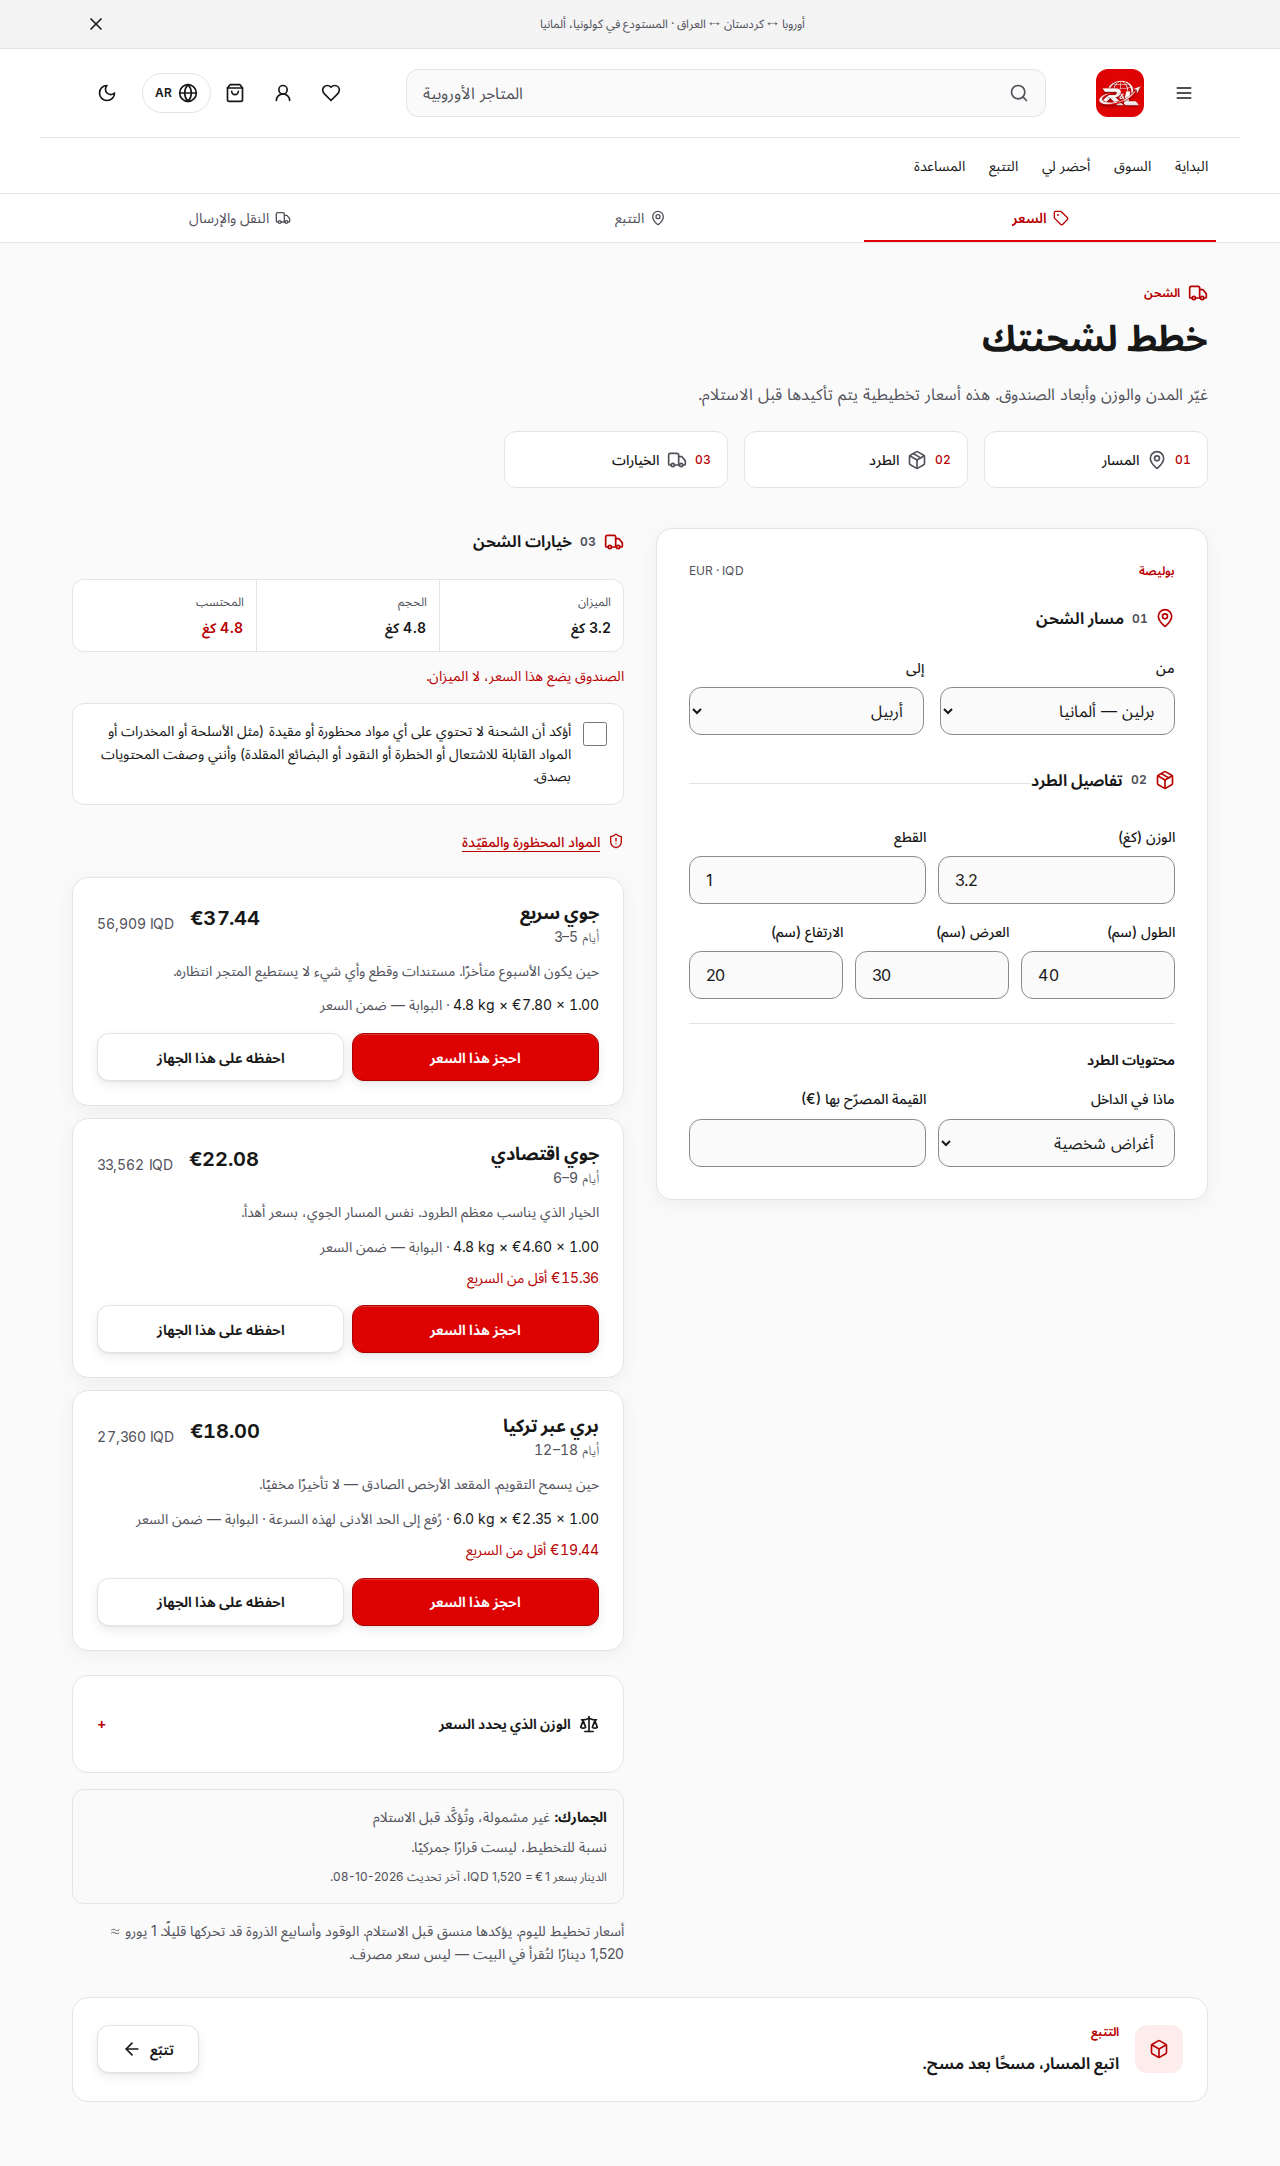 أوروبا ↔ كردستان ↔ العراق · المستودع في كولونيا، ألمانيا
المتاجر الأوروبية
AR
البداية
السوق
أحضر لي
التتبع
المساعدة
السعر
التتبع
النقل والإرسال
الشحن
خطط لشحنتك
غيّر المدن والوزن وأبعاد الصندوق. هذه أسعار تخطيطية يتم تأكيدها قبل الاستلام.
01 المسار
02 الطرد
03 الخيارات
بوليصة
EUR · IQD
01 مسار الشحن
من
إلى
برلين — ألمانيا
أربيل
02 تفاصيل الطرد
الوزن (كغ)
القطع
3.2
1
الطول (سم)
العرض (سم)
الارتفاع (سم)
40
30
20
محتويات الطرد
ماذا في الداخل
القيمة المصرّح بها (€)
أغراض شخصية
03 خيارات الشحن
الميزان
الحجم
المحتسب
3.2 كغ
4.8 كغ
4.8 كغ
الصندوق يضع هذا السعر، لا الميزان.
أؤكد أن الشحنة لا تحتوي على أي مواد محظورة أو مقيدة (مثل الأسلحة أو المخدرات أو
المواد القابلة للاشتعال أو الخطرة أو النقود أو البضائع المقلدة) وأنني وصفت المحتويات
بصدق.
المواد المحظورة والمقيّدة
جوي سريع
€37.44
56,909 IQD
3–5 أيام
حين يكون الأسبوع متأخرًا. مستندات وقطع وأي شيء لا يستطيع المتجر انتظاره.
4.8 kg × €7.80 × 1.00 · البوابة — ضمن السعر
احجز هذا السعر
احفظه على هذا الجهاز
جوي اقتصادي
€22.08
33,562 IQD
6–9 أيام
الخيار الذي يناسب معظم الطرود. نفس المسار الجوي، بسعر أهدأ.
4.8 kg × €4.60 × 1.00 · البوابة — ضمن السعر
€15.36 أقل من السريع
احجز هذا السعر
احفظه على هذا الجهاز
بري عبر تركيا
€18.00
27,360 IQD
12–18 أيام
حين يسمح التقويم. المقعد الأرخص الصادق — لا تأخيرًا مخفيًا.
6.0 kg × €2.35 × 1.00 · رُفع إلى الحد الأدنى لهذه السرعة · البوابة — ضمن السعر
€19.44 أقل من السريع
احجز هذا السعر
احفظه على هذا الجهاز
الوزن الذي يحدد السعر
+
الجمارك: غير مشمولة، وتُؤكَّد قبل الاستلام
نسبة للتخطيط، ليست قرارًا جمركيًا.
الدينار بسعر 1 € = 1,520 IQD، آخر تحديث 2026-10-08.
أسعار تخطيط لليوم. يؤكدها منسق قبل الاستلام. الوقود وأسابيع الذروة قد تحركها قليلًا. 1 يورو ≈
1,520 دينارًا لتُقرأ في البيت — ليس سعر مصرف.
التتبع
اتبع المسار، مسحًا بعد مسح.
تتبّع